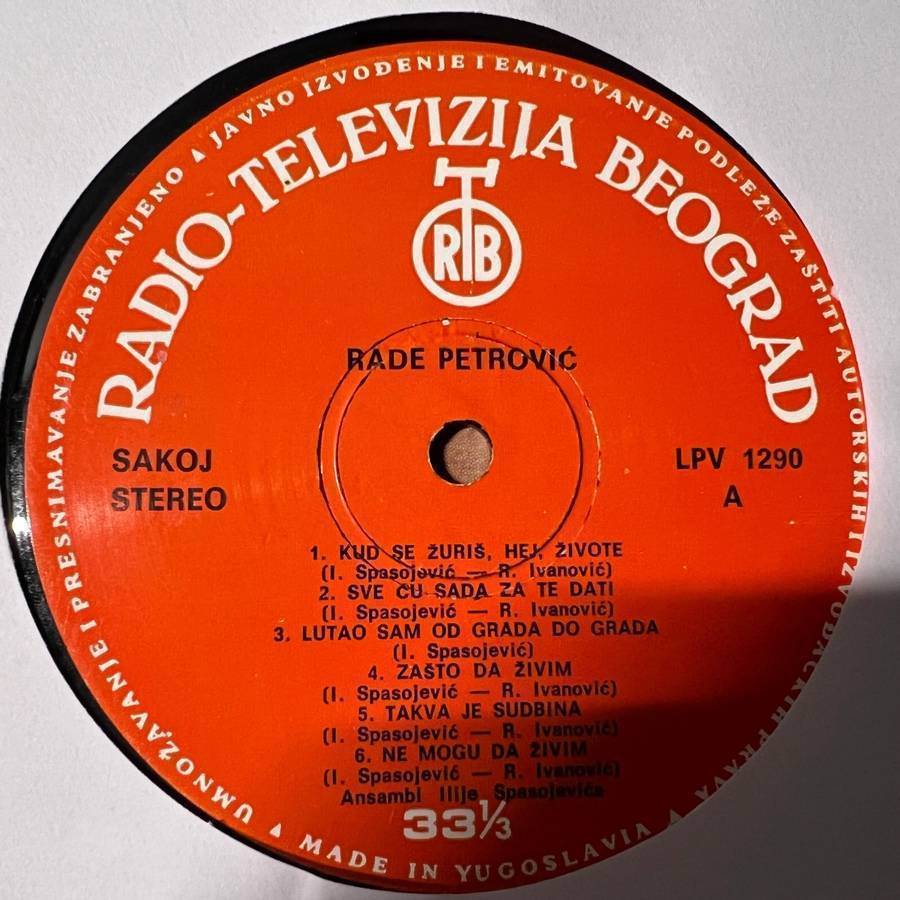 UMNOŽAVANJE I PRESNIMAVANJE ZABRANJENO ▲ JAVNO IZVOĐENJE I EMITOVANJE PODLEŽE ZAŠTITI AUTORSKIH I IZVOĐAČKIH PRAVA ▲ MADE IN YUGOSLAVIA ▲
RADIO-TELEVIZIJA BEOGRAD
RTB
RADE PETROVIĆ
SAKOJ
STEREO
LPV 1290
A
1. KUD SE ŽURIŠ, HEJ, ŽIVOTE
(I. Spasojević — R. Ivanović)
2. SVE ĆU SADA ZA TE DATI
(I. Spasojević — R. Ivanović)
3. LUTAO SAM OD GRADA DO GRADA
(I. Spasojević)
4. ZAŠTO DA ŽIVIM
(I. Spasojević — R. Ivanović)
5. TAKVA JE SUDBINA
(I. Spasojević — R. Ivanović)
6. NE MOGU DA ŽIVIM
(I. Spasojević — R. Ivanović)
Ansambl Ilije Spasojevića
33⅓